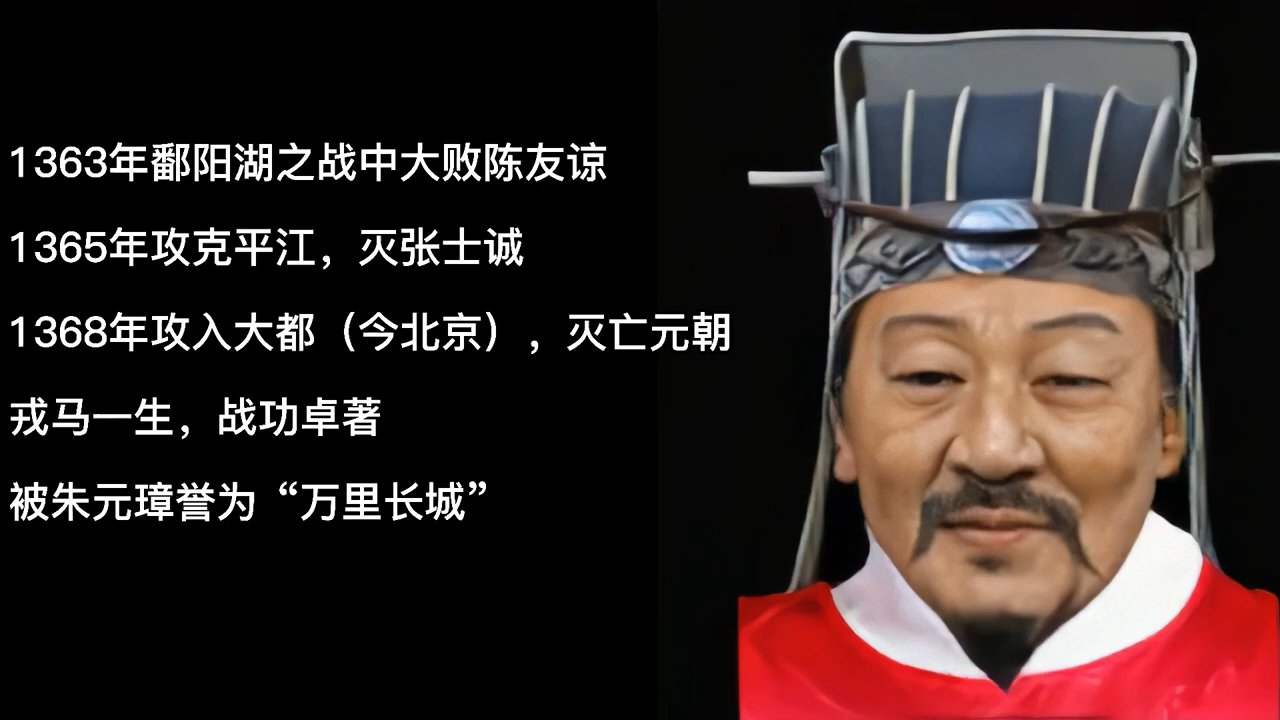 1363年鄱阳湖之战中大败陈友谅
1365年攻克平江，灭张士诚
1368年攻入大都（今北京），灭亡元朝
戎马一生，战功卓著
被朱元璋誉为“万里长城”